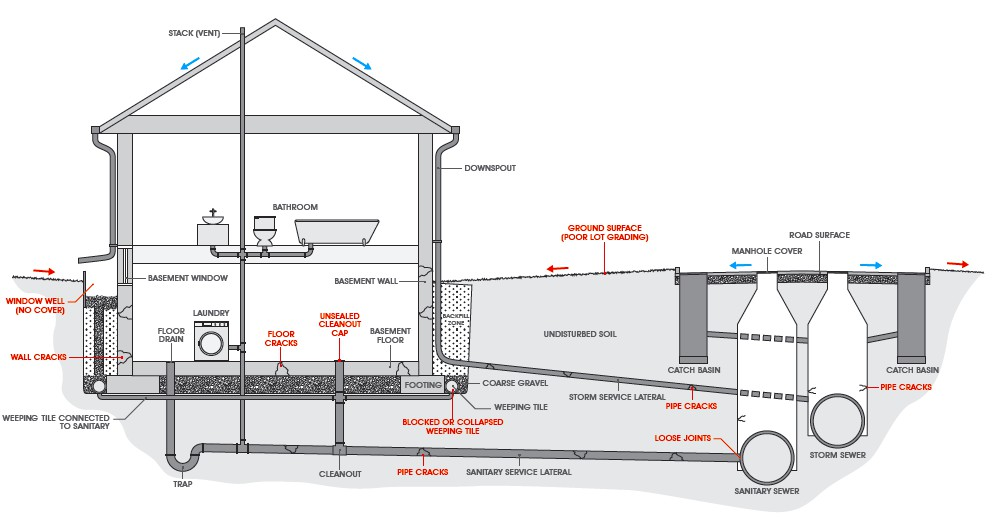 STACK (VENT)
DOWNSPOUT
BATHROOM
GROUND SURFACE
(POOR LOT GRADING)
ROAD SURFACE
MANHOLE COVER
BASEMENT WINDOW
BASEMENT WALL
WINDOW WELL
(NO COVER)
LAUNDRY
UNSEALED
CLEANOUT
CAP
BACKFILL
ZONE
FLOOR
DRAIN
FLOOR
CRACKS
BASEMENT
FLOOR
UNDISTURBED SOIL
WALL CRACKS
CATCH BASIN
CATCH BASIN
FOOTING
COARSE GRAVEL
STORM SERVICE LATERAL
PIPE CRACKS
PIPE CRACKS
WEEPING TILE
WEEPING TILE CONNECTED
TO SANITARY
BLOCKED OR COLLAPSED
WEEPING TILE
LOOSE JOINTS
STORM SEWER
TRAP
CLEANOUT
PIPE CRACKS
SANITARY SERVICE LATERAL
SANITARY SEWER